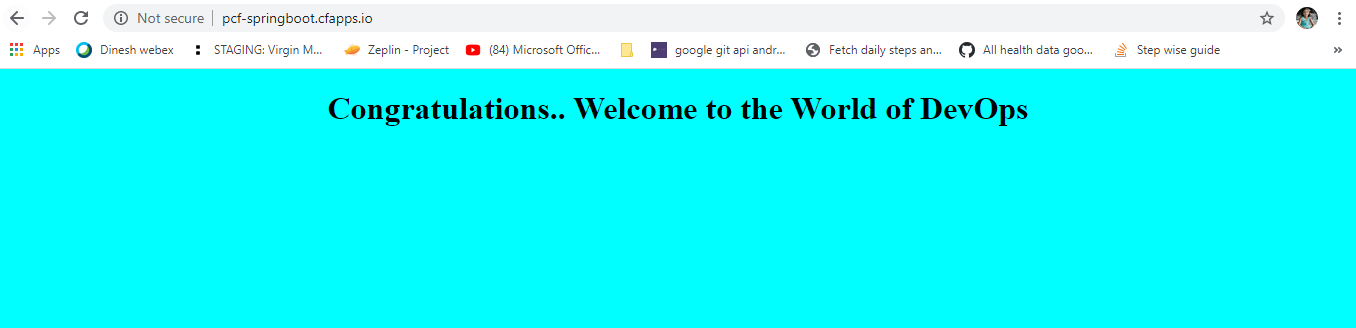 Not secure | pcf-springboot.cfapps.io
Apps Dinesh webex STAGING: Virgin M... Zeplin - Project (84) Microsoft Offic... google git api andr... Fetch daily steps an... All health data goo... Step wise guide »
Congratulations.. Welcome to the World of DevOps